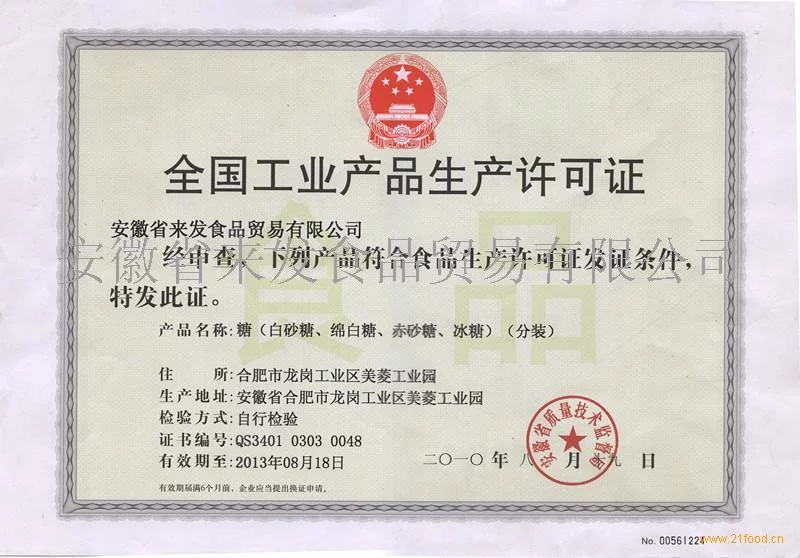 全国工业产品生产许可证
安徽省来发食品贸易有限公司
安徽省来发食品贸易有限公司
食品
经审查，下列产品符合食品生产许可证发证条件，
特发此证。
产品名称：糖（白砂糖、绵白糖、赤砂糖、冰糖）（分装）
住 所：合肥市龙岗工业区美菱工业园
生产地址：安徽省合肥市龙岗工业区美菱工业园
检验方式：自行检验
证书编号：QS3401 0303 0048
有效期至：2013年08月18日
二〇一〇年 八 月 十九 日
安徽省质量技术监督局
有效期届满6个月前，企业应当提出换证申请。
No. 00561224
www.21food.cn